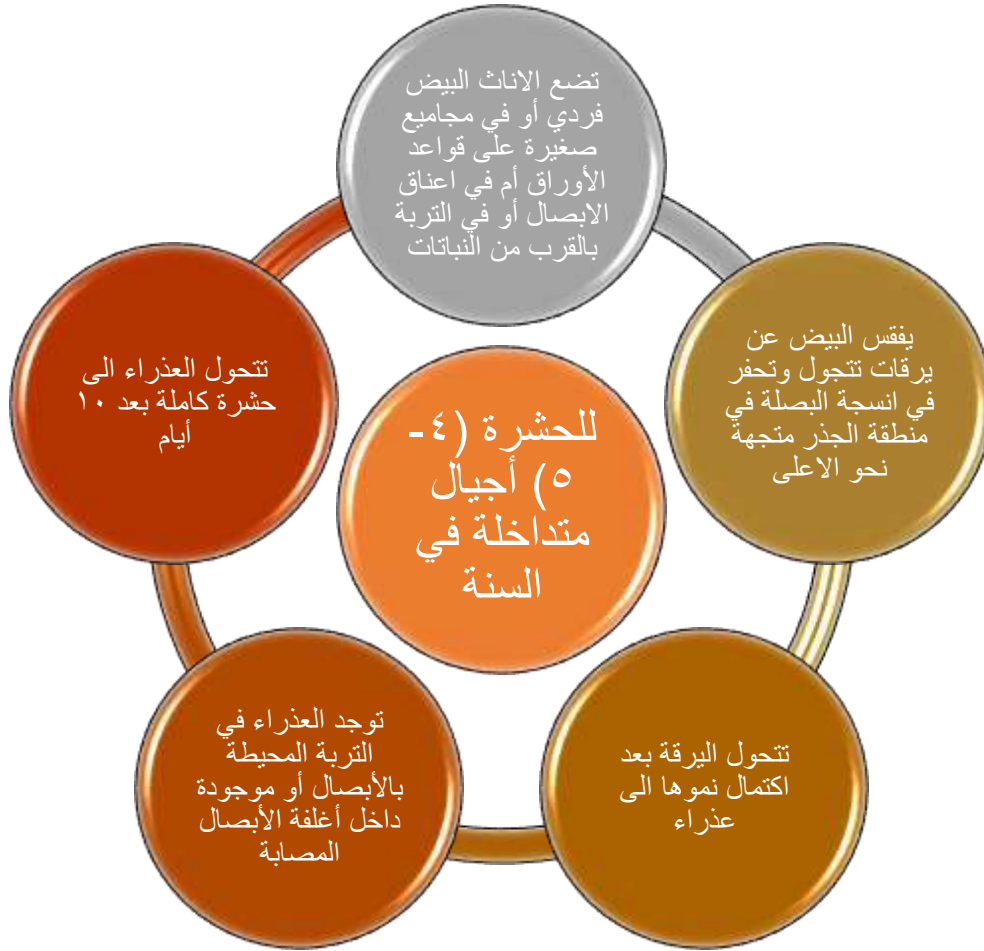 تضع الاناث البيض
فردي أو في مجاميع
صغيرة على قواعد
الأوراق أم في اعناق
الابصال أو في التربة
بالقرب من النباتات
يفقس البيض عن
يرقات تتجول وتحفر
في انسجة البصلة في
منطقة الجذر متجهة
نحو الاعلى
تتحول اليرقة بعد
اكتمال نموها الى
عذراء
توجد العذراء في
التربة المحيطة
بالأبصال أو موجودة
داخل أغلفة الأبصال
المصابة
تتحول العذراء الى
حشرة كاملة بعد ١٠
أيام
للحشرة (٤-
٥) أجيال
متداخلة في
السنة